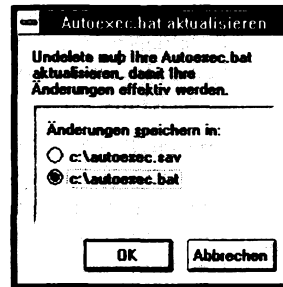 Autoexec.bat aktualisieren
Undelete muß Ihre Autoexec.bat
aktualisieren, damit Ihre
Änderungen effektiv werden.
Änderungen speichern in:
c:\autoexec.sav
c:\autoexec.bat
OK
Abbrechen